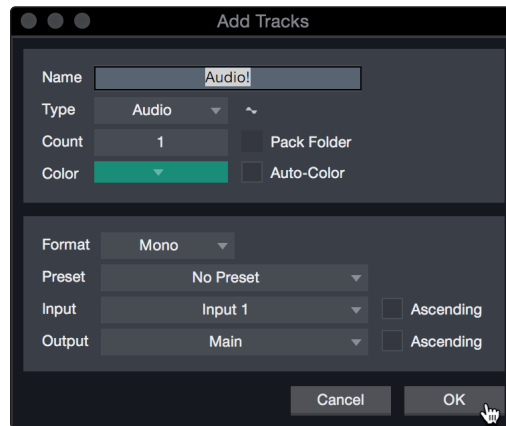 Add Tracks
Name Audio!
Type Audio
Count 1 Pack Folder
Color Auto-Color
Format Mono
Preset No Preset
Input Input 1 Ascending
Output Main Ascending
Cancel OK